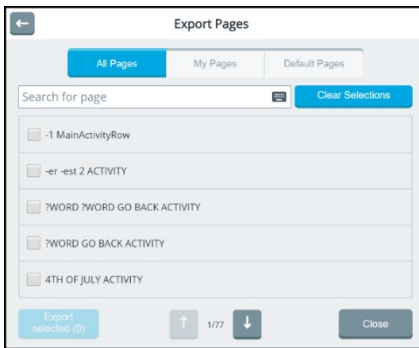 Export Pages
All Pages
My Pages
Default Pages
Search for page
Clear Selections
-1 MainActivityRow
-er -est 2 ACTIVITY
?WORD ?WORD GO BACK ACTIVITY
?WORD GO BACK ACTIVITY
4TH OF JULY ACTIVITY
Export
selected (0)
1/77
Close